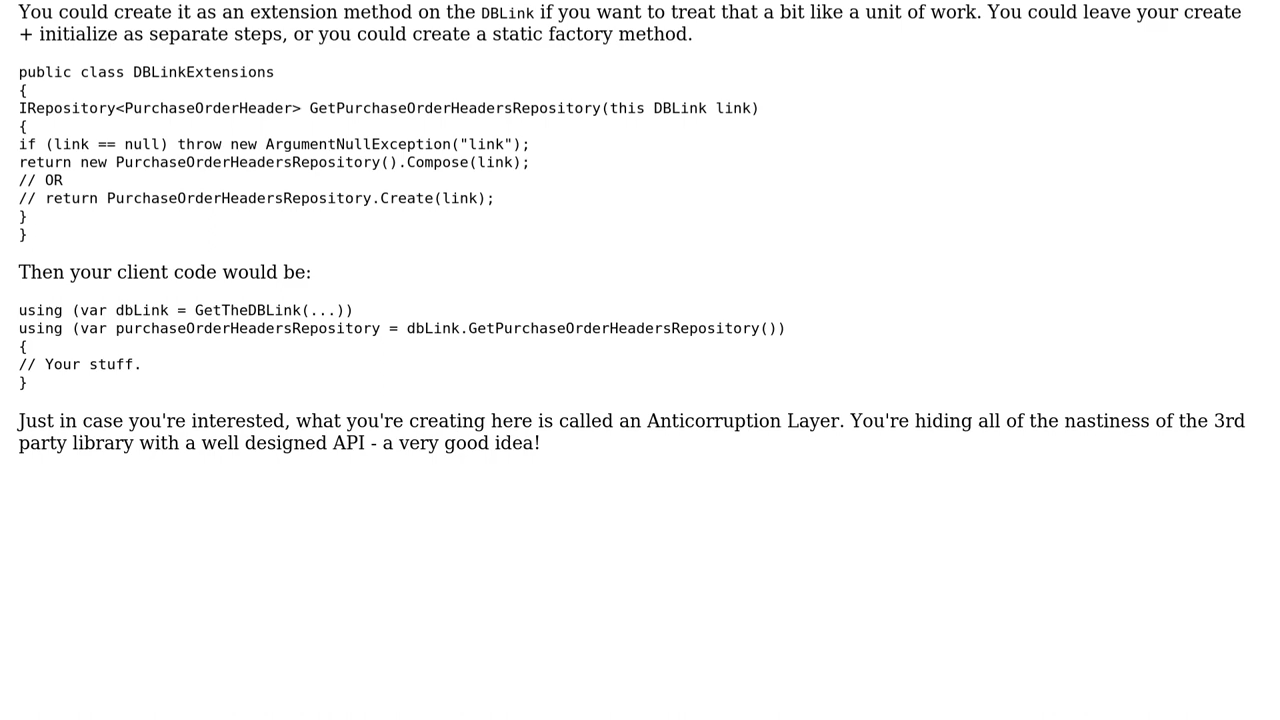 You could create it as an extension method on the DBLink if you want to treat that a bit like a unit of work. You could leave your create
+ initialize as separate steps, or you could create a static factory method.
public class DBLinkExtensions
{
IRepository<PurchaseOrderHeader> GetPurchaseOrderHeadersRepository(this DBLink link)
{
if (link == null) throw new ArgumentNullException("link");
return new PurchaseOrderHeadersRepository().Compose(link);
// OR
// return PurchaseOrderHeadersRepository.Create(link);
}
}
Then your client code would be:
using (var dbLink = GetTheDBLink(...))
using (var purchaseOrderHeadersRepository = dbLink.GetPurchaseOrderHeadersRepository())
{
// Your stuff.
}
Just in case you're interested, what you're creating here is called an Anticorruption Layer. You're hiding all of the nastiness of the 3rd
party library with a well designed API - a very good idea!